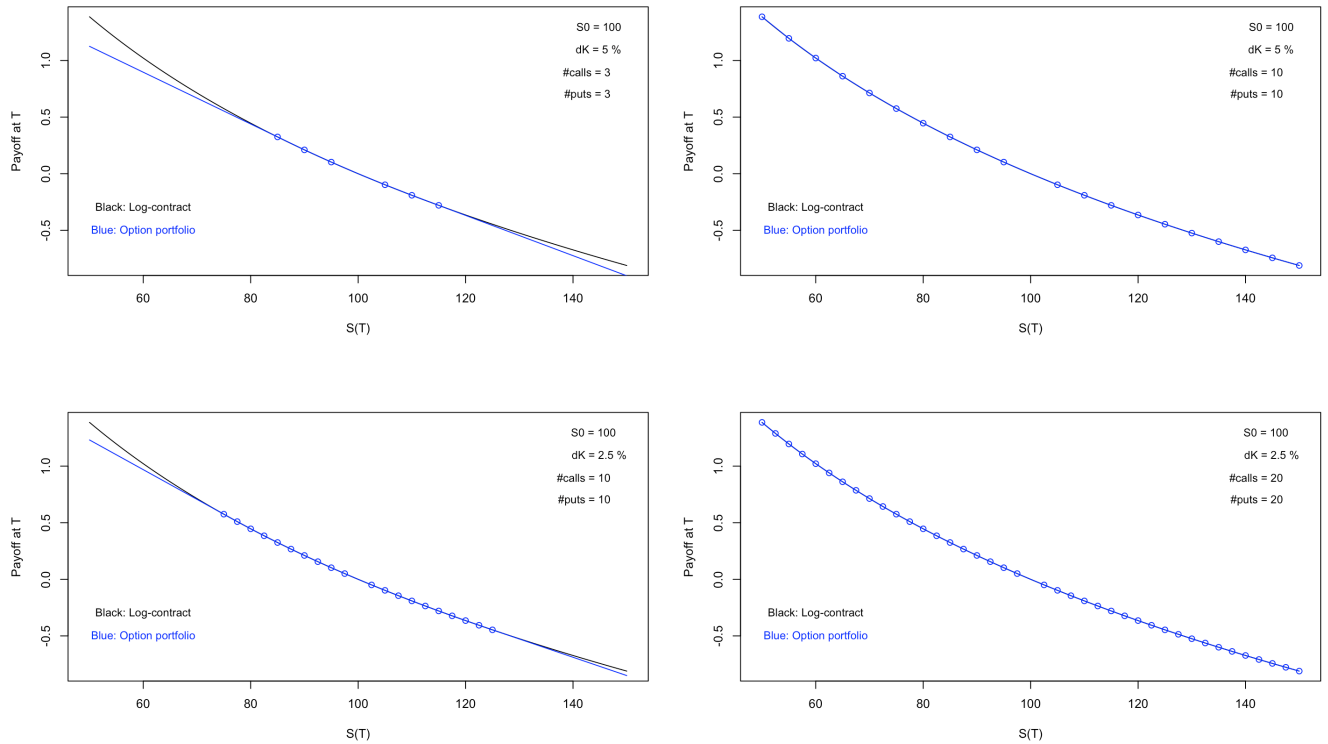 Payoff at T
1.0
0.5
0.0
-0.5
S0 = 100
dK = 5 %
#calls = 3
#puts = 3
Black: Log-contract
Blue: Option portfolio
60 80 100 120 140
S(T)
Payoff at T
1.0
0.5
0.0
-0.5
S0 = 100
dK = 5 %
#calls = 10
#puts = 10
Black: Log-contract
Blue: Option portfolio
60 80 100 120 140
S(T)
Payoff at T
1.0
0.5
0.0
-0.5
S0 = 100
dK = 2.5 %
#calls = 10
#puts = 10
Black: Log-contract
Blue: Option portfolio
60 80 100 120 140
S(T)
Payoff at T
1.0
0.5
0.0
-0.5
S0 = 100
dK = 2.5 %
#calls = 20
#puts = 20
Black: Log-contract
Blue: Option portfolio
60 80 100 120 140
S(T)